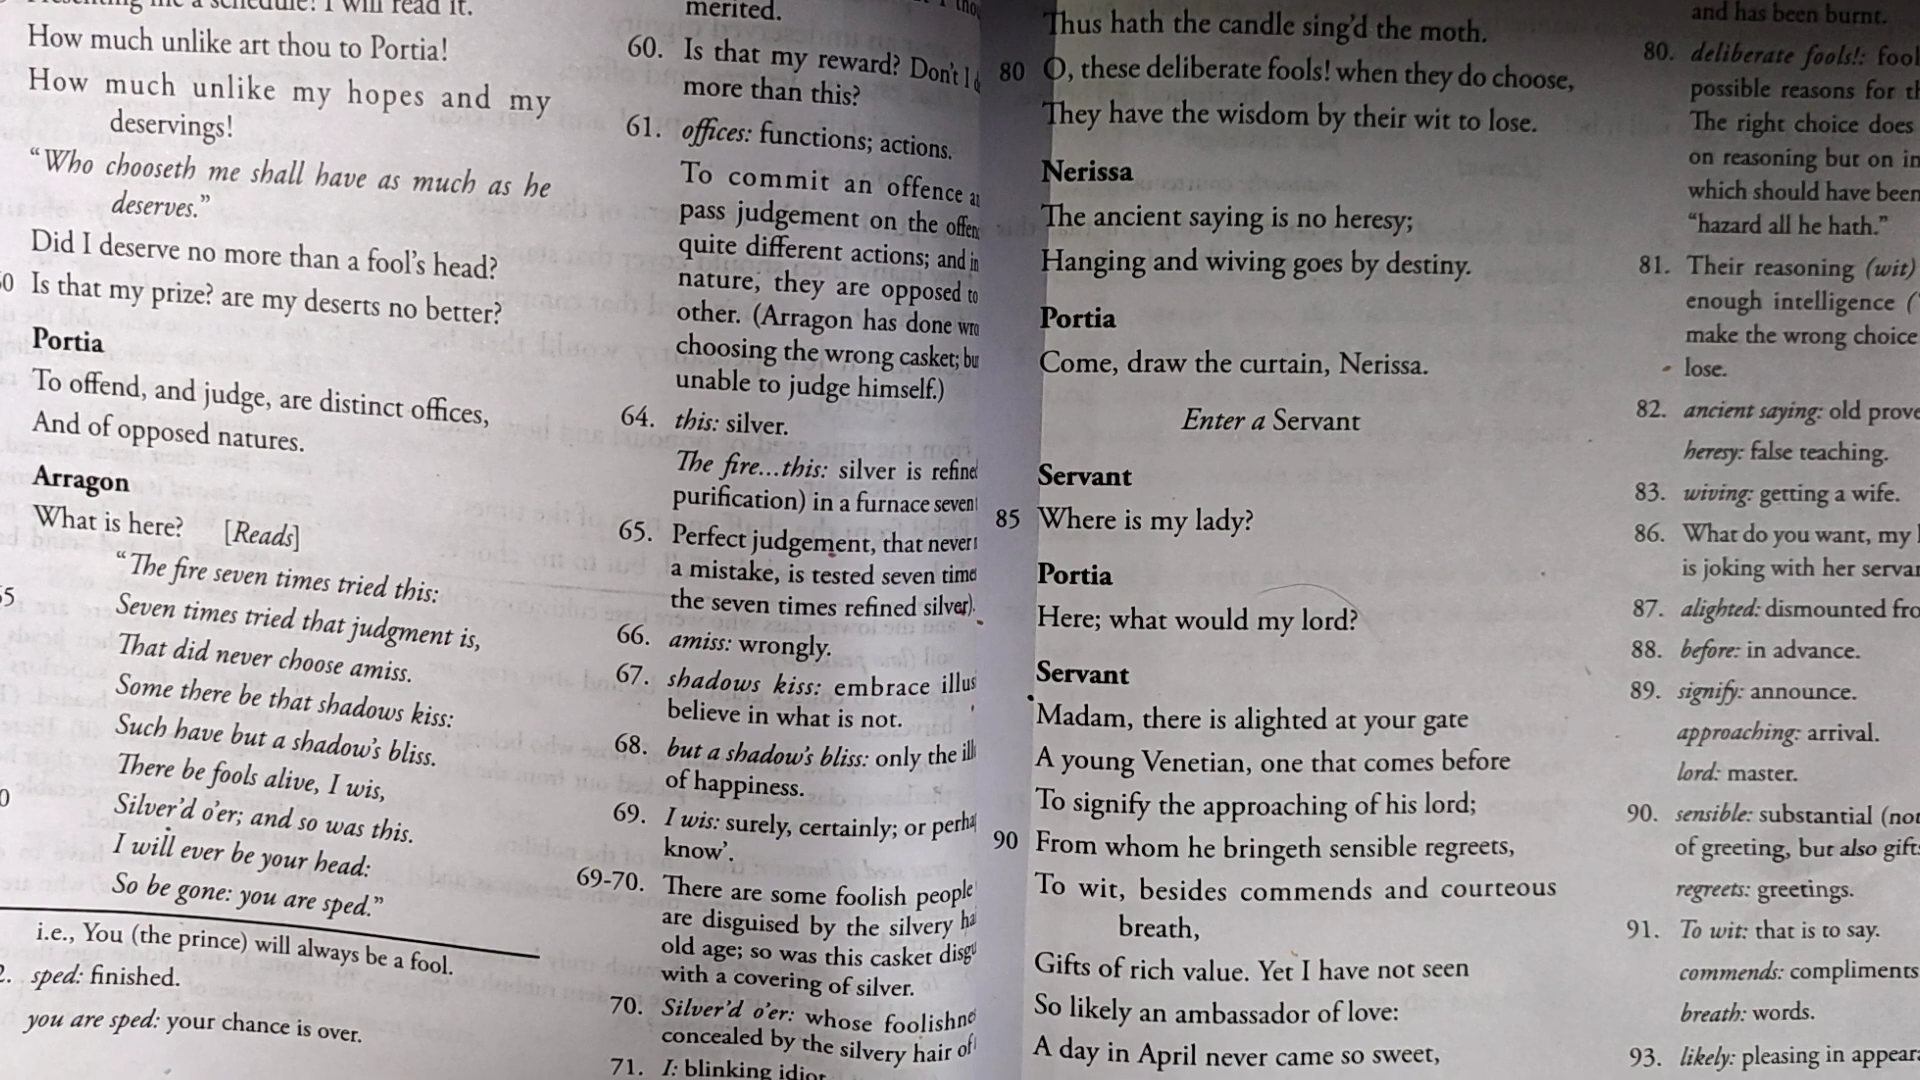 I will read it.
How much unlike art thou to Portia!
How much unlike my hopes and my
deservings!
“Who chooseth me shall have as much as he
deserves.”
Did I deserve no more than a fool’s head?
Is that my prize? are my deserts no better?
Portia
To offend, and judge, are distinct offices,
And of opposed natures.
Arragon
What is here? [Reads]
“The fire seven times tried this:
Seven times tried that judgment is,
That did never choose amiss.
Some there be that shadows kiss:
Such have but a shadow’s bliss.
There be fools alive, I wis,
Silver’d o’er; and so was this.
I will ever be your head:
So be gone: you are sped.”
i.e., You (the prince) will always be a fool.
sped: finished.
you are sped: your chance is over.
merited.
60. Is that my reward? Don’t I
more than this?
61. offices: functions; actions.
To commit an offence
pass judgement on the
quite different actions; and
nature, they are opposed to
other. (Arragon has done
choosing the wrong casket;
unable to judge himself.)
64. this: silver.
The fire...this: silver is
purification) in a furnace
65. Perfect judgement, that never
a mistake, is tested seven
the seven times refined silver).
66. amiss: wrongly.
67. shadows kiss: embrace
believe in what is not.
68. but a shadow’s bliss: only the
of happiness.
69. I wis: surely, certainly; or
know’.
69-70. There are some foolish people
are disguised by the silvery
old age; so was this casket
with a covering of silver.
70. Silver’d o’er: whose
concealed by the silvery hair of
71. I: blinking
Thus hath the candle sing’d the moth.
80 O, these deliberate fools! when they do choose,
They have the wisdom by their wit to lose.
Nerissa
The ancient saying is no heresy;
Hanging and wiving goes by destiny.
Portia
Come, draw the curtain, Nerissa.
Enter a Servant
Servant
85 Where is my lady?
Portia
Here; what would my lord?
Servant
Madam, there is alighted at your gate
A young Venetian, one that comes before
To signify the approaching of his lord;
90 From whom he bringeth sensible regreets,
To wit, besides commends and courteous
breath,
Gifts of rich value. Yet I have not seen
So likely an ambassador of love:
A day in April never came so sweet,
and has been burnt.
80. deliberate fools!:
possible reasons for
The right choice does
on reasoning but on
which should have been
“hazard all he hath.”
81. Their reasoning (wit)
enough intelligence
make the wrong choice
lose.
82. ancient saying: old
heresy: false teaching.
83. wiving: getting a wife.
86. What do you want, my
is joking with her
87. alighted: dismounted
88. before: in advance.
89. signify: announce.
approaching: arrival.
lord: master.
90. sensible: substantial
of greeting, but also
regreets: greetings.
91. To wit: that is to say.
commends: compliments
breath: words.
93. likely: pleasing in